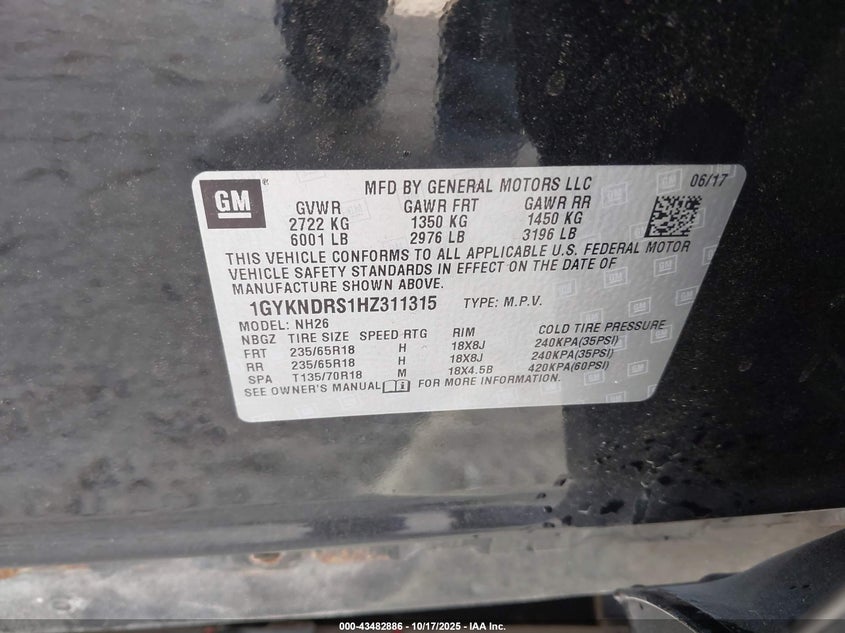 GM ® MFD BY GENERAL MOTORS LLC 06/17
GVWR GAWR FRT GAWR RR
2722 KG 1350 KG 1450 KG
6001 LB 2976 LB 3196 LB
THIS VEHICLE CONFORMS TO ALL APPLICABLE U.S. FEDERAL MOTOR
VEHICLE SAFETY STANDARDS IN EFFECT ON THE DATE OF
MANUFACTURE SHOWN ABOVE.
1GYKNDRS1HZ311315 TYPE: M.P.V.
MODEL: NH26
NBGZ TIRE SIZE SPEED RTG RIM COLD TIRE PRESSURE
FRT 235/65R18 H 18X8J 240KPA(35PSI)
RR 235/65R18 H 18X8J 240KPA(35PSI)
SPA T135/70R18 M 18X4.5B 420KPA(60PSI)
SEE OWNER'S MANUAL FOR MORE INFORMATION.
000-43482886 - 10/17/2025 - IAA Inc.